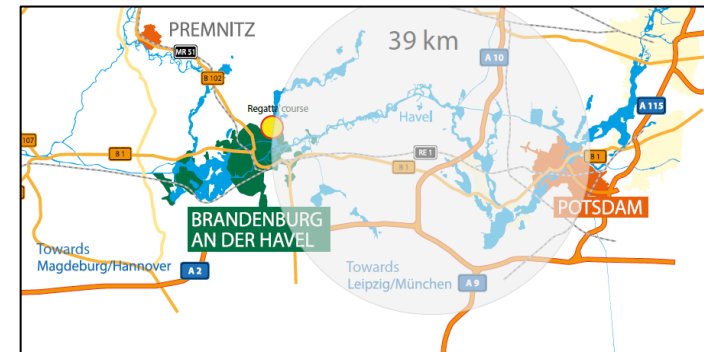 PREMNITZ
39 km
MR 51
A 10
B 102
Regatta course
A 115
Havel
107
B 1
RE 1
B 1
B 1
BRANDENBURG
AN DER HAVEL
POTSDAM
Towards
Magdeburg/Hannover
A 2
Towards
Leipzig/München
A 9